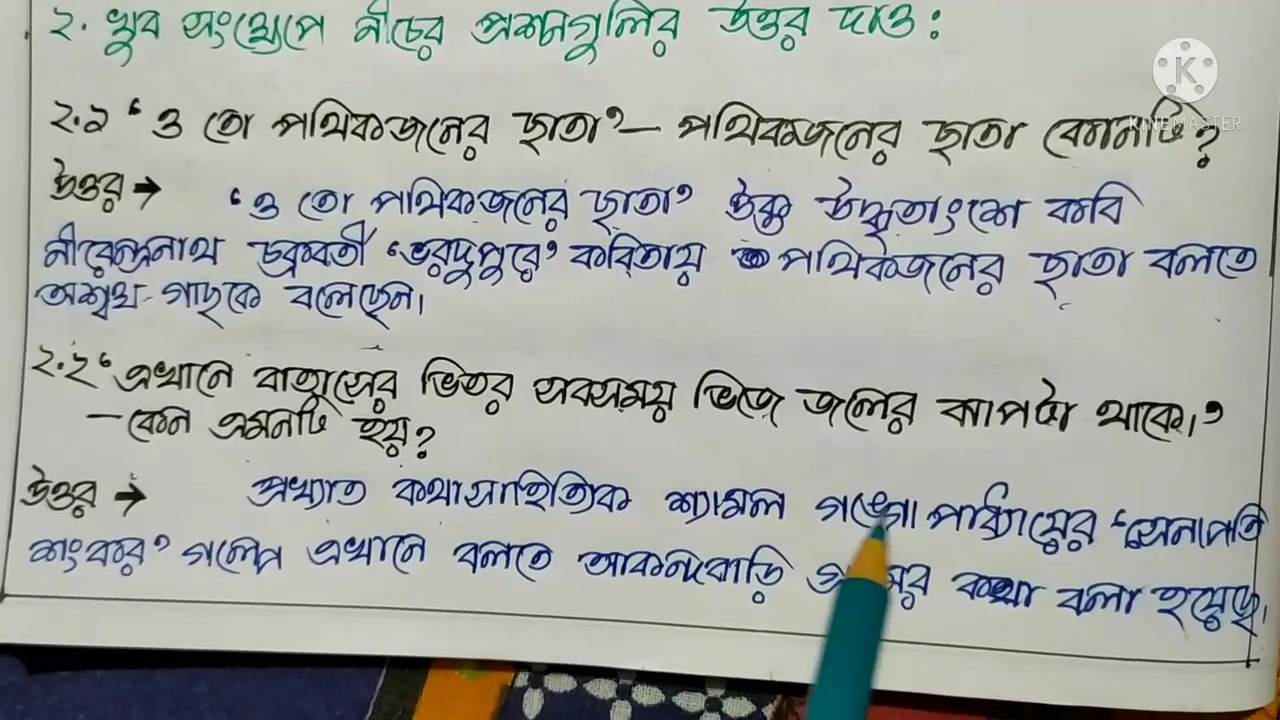 ২. খুব সংক্ষেপে নীচের প্রশ্নগুলির উত্তর দাও:
KINEMASTER
২.১ ‘ও তো পথিকজনের ছাতা’ — পথিকজনের ছাতা কোনটি?
উত্তর → ‘ও তো পথিকজনের ছাতা’ উক্ত উদ্ধৃতাংশে কবি
নীরেন্দ্রনাথ চক্রবর্তী ‘ভরদুপুরে’ কবিতায় পথিকজনের ছাতা বলতে
অশ্বত্থ গাছকে বলেছেন।
২.২ ‘এখানে বাতাসের ভিতর সবসময় ভিজে জলের ঝাপটা থাকে।’
— কেন এমনটি হয়?
উত্তর → প্রখ্যাত কথাসাহিত্যিক শ্যামল গঙ্গোপাধ্যায়ের ‘সেনাপতি
শংকর’ গল্পে এখানে বলতে আকন্দবাড়ি কথা বলা হয়েছে।